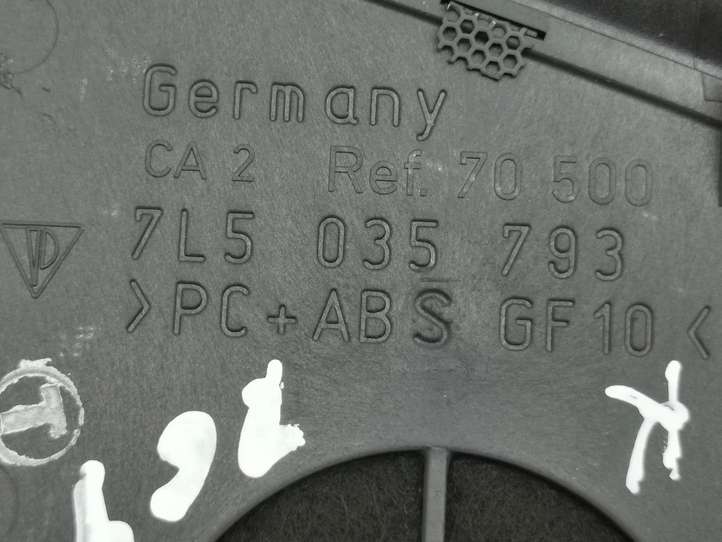 Germany
CA 2 Ref. 70 500
7L5 035 793
>PC+ABS GF10<